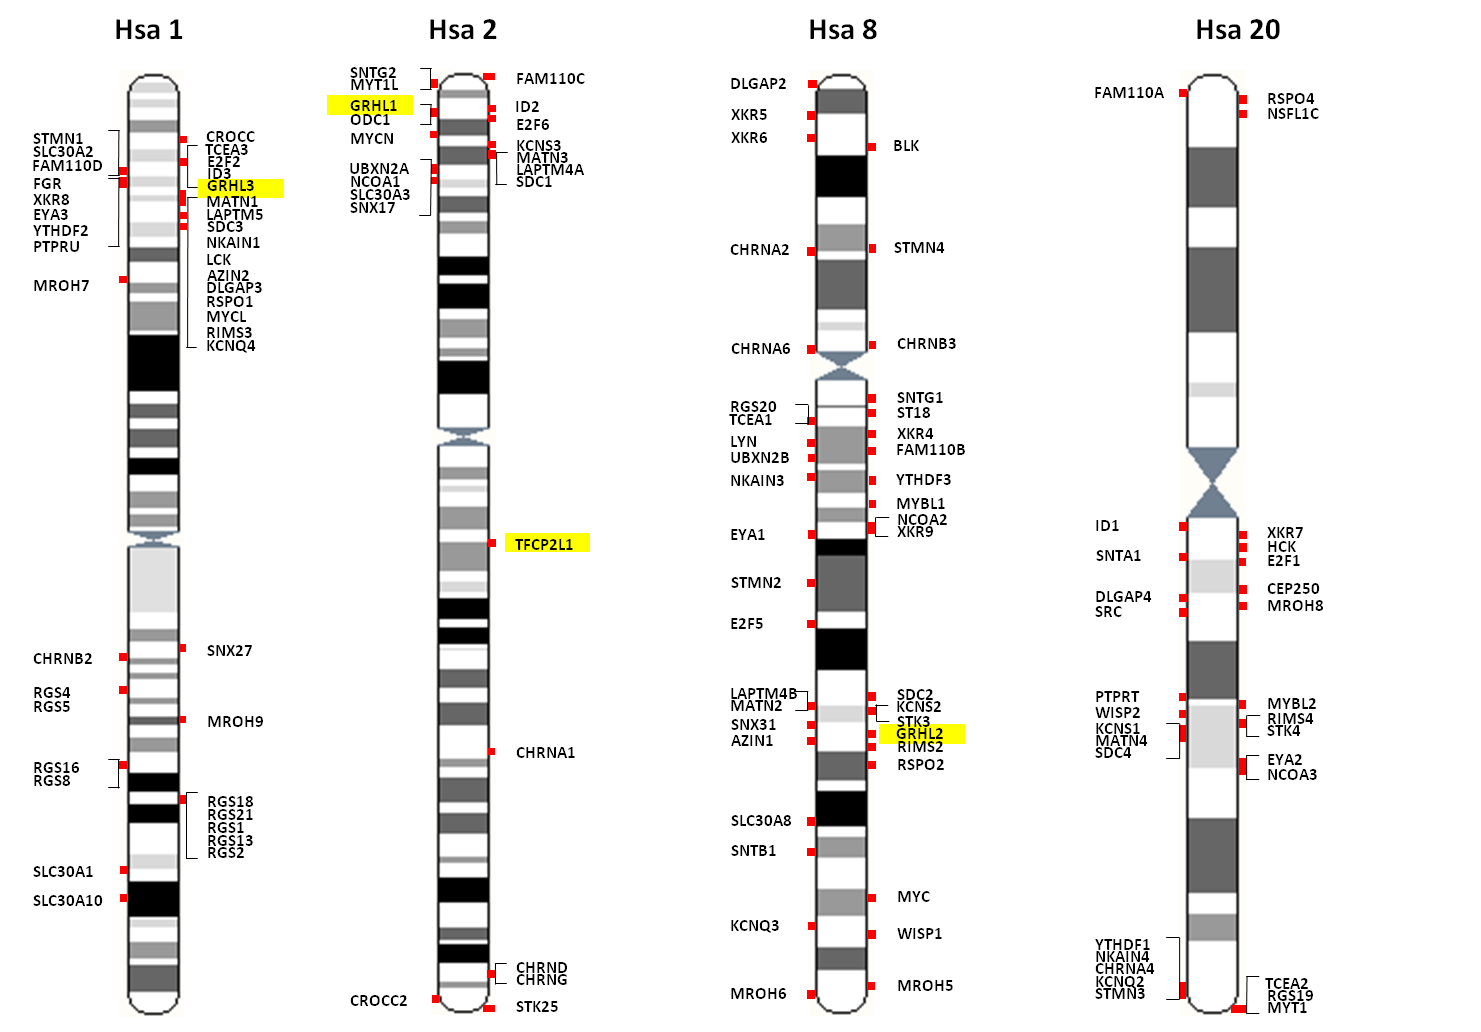 Hsa 1
Hsa 2
Hsa 8
Hsa 20
STMN1
SLC30A2
FAM110D
FGR
XKR8
EYA3
YTHDF2
PTPRU
MROH7
CHRNB2
RGS4
RGS5
RGS16
RGS8
SLC30A1
SLC30A10
CROCC
TCEA3
E2F2
ID3
GRHL3
MATN1
LAPTM5
SDC3
NKAIN1
LCK
AZIN2
DLGAP3
RSPO1
MYCL
RIMS3
KCNQ4
SNX27
MROH9
RGS18
RGS21
RGS1
RGS13
RGS2
SNTG2
MYT1L
GRHL1
ODC1
MYCN
UBXN2A
NCOA1
SLC30A3
SNX17
CROCC2
FAM110C
ID2
E2F6
KCNS3
MATN3
LAPTM4A
SDC1
TFCP2L1
CHRNA1
CHRND
CHRNG
STK25
DLGAP2
XKR5
XKR6
CHRNA2
CHRNA6
RGS20
TCEA1
LYN
UBXN2B
NKAIN3
EYA1
STMN2
E2F5
LAPTM4B
MATN2
SNX31
AZIN1
SLC30A8
SNTB1
KCNQ3
MROH6
BLK
STMN4
CHRNB3
SNTG1
ST18
XKR4
FAM110B
YTHDF3
MYBL1
NCOA2
XKR9
SDC2
KCNS2
STK3
GRHL2
RIMS2
RSPO2
MYC
WISP1
MROH5
FAM110A
ID1
SNTA1
DLGAP4
SRC
PTPRT
WISP2
KCNS1
MATN4
SDC4
YTHDF1
NKAIN4
CHRNA4
KCNQ2
STMN3
RSPO4
NSFL1C
XKR7
HCK
E2F1
CEP250
MROH8
MYBL2
RIMS4
STK4
EYA2
NCOA3
TCEA2
RGS19
MYT1